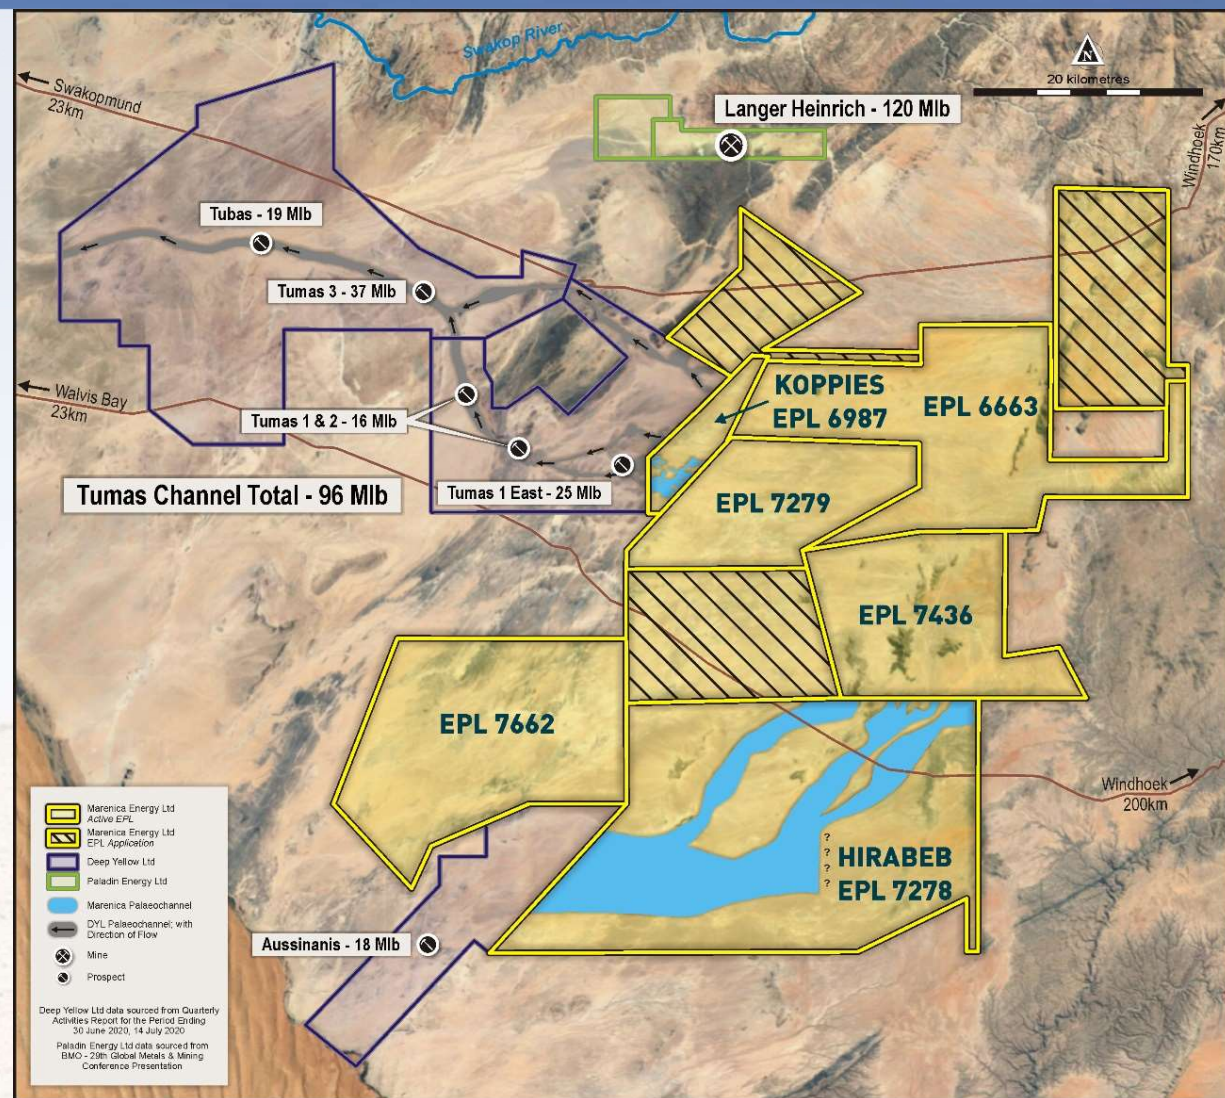 Swakop River
N
20 kilometres
Swakopmund
23km
Langer Heinrich - 120 Mlb
Windhoek
170km
Tubas - 19 Mlb
Tumas 3 - 37 Mlb
Walvis Bay
23km
KOPPIES
EPL 6987
EPL 6663
Tumas 1 & 2 - 16 Mlb
Tumas Channel Total - 96 Mlb
Tumas 1 East - 25 Mlb
EPL 7279
EPL 7436
EPL 7662
Windhoek
200km
?
?
?
?
HIRABEB
EPL 7278
Aussinanis - 18 Mlb
Marenica Energy Ltd
Active EPL
Marenica Energy Ltd
EPL Application
Deep Yellow Ltd
Paladin Energy Ltd
Marenica Palaeochannel
DYL Palaeochannel; with
Direction of Flow
Mine
Prospect
Deep Yellow Ltd data sourced from Quarterly
Activities Report for the Period Ending
30 June 2020, 14 July 2020
Paladin Energy Ltd data sourced from
BMO - 29th Global Metals & Mining
Conference Presentation